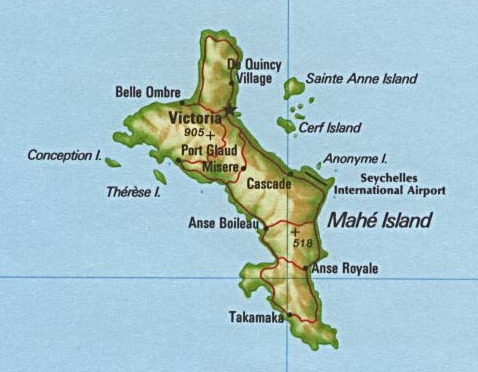 De Quincy
Village
Sainte Anne Island
Belle Ombre
Victoria
905
Cerf Island
Port Glaud
Conception I.
Misere
Anonyme I.
Thérèse I.
Cascade
Seychelles
International Airport
Anse Boileau
Mahé Island
518
Anse Royale
Takamaka